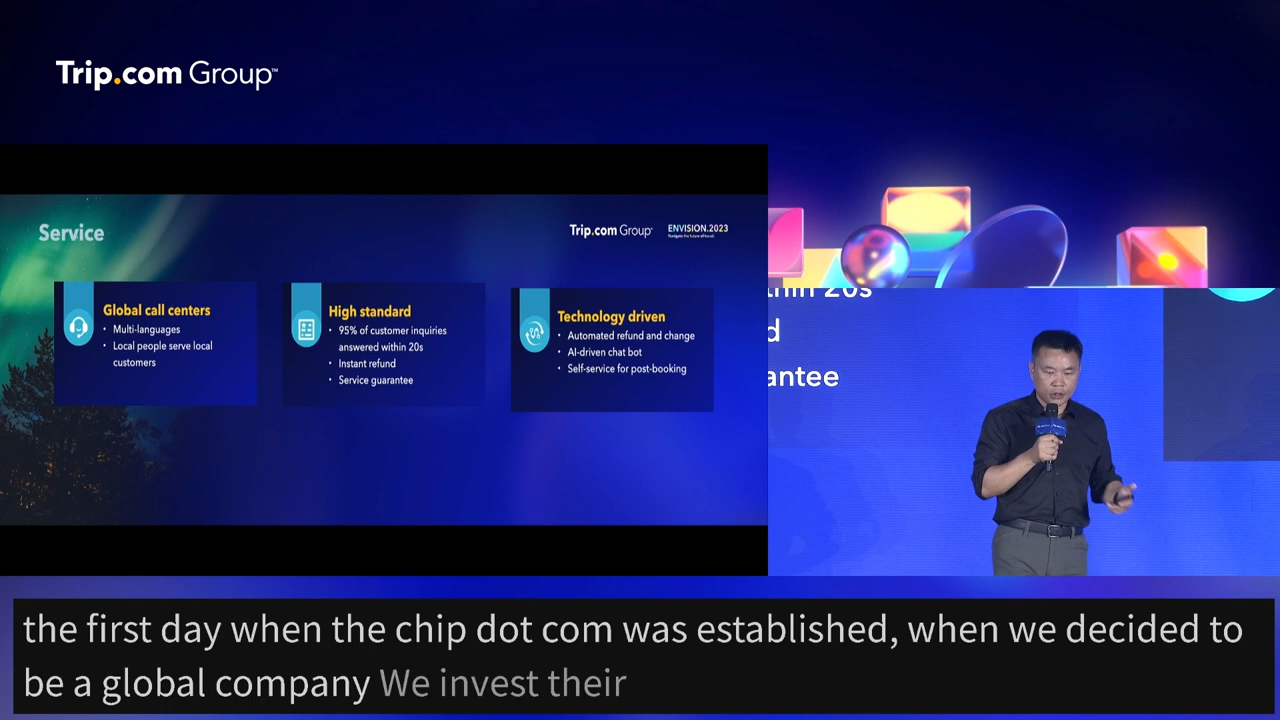 Trip.com Group™
Service
Trip.com Group
ENVISION.2023
Global call centers
• Multi-languages
• Local people serve local
customers
High standard
• 95% of customer inquiries
answered within 20s
• Instant refund
• Service guarantee
Technology driven
• Automated refund and change
• AI-driven chat bot
• Self-service for post-booking
thin 20s
d
antee
the first day when the chip dot com was established, when we decided to
be a global company We invest their